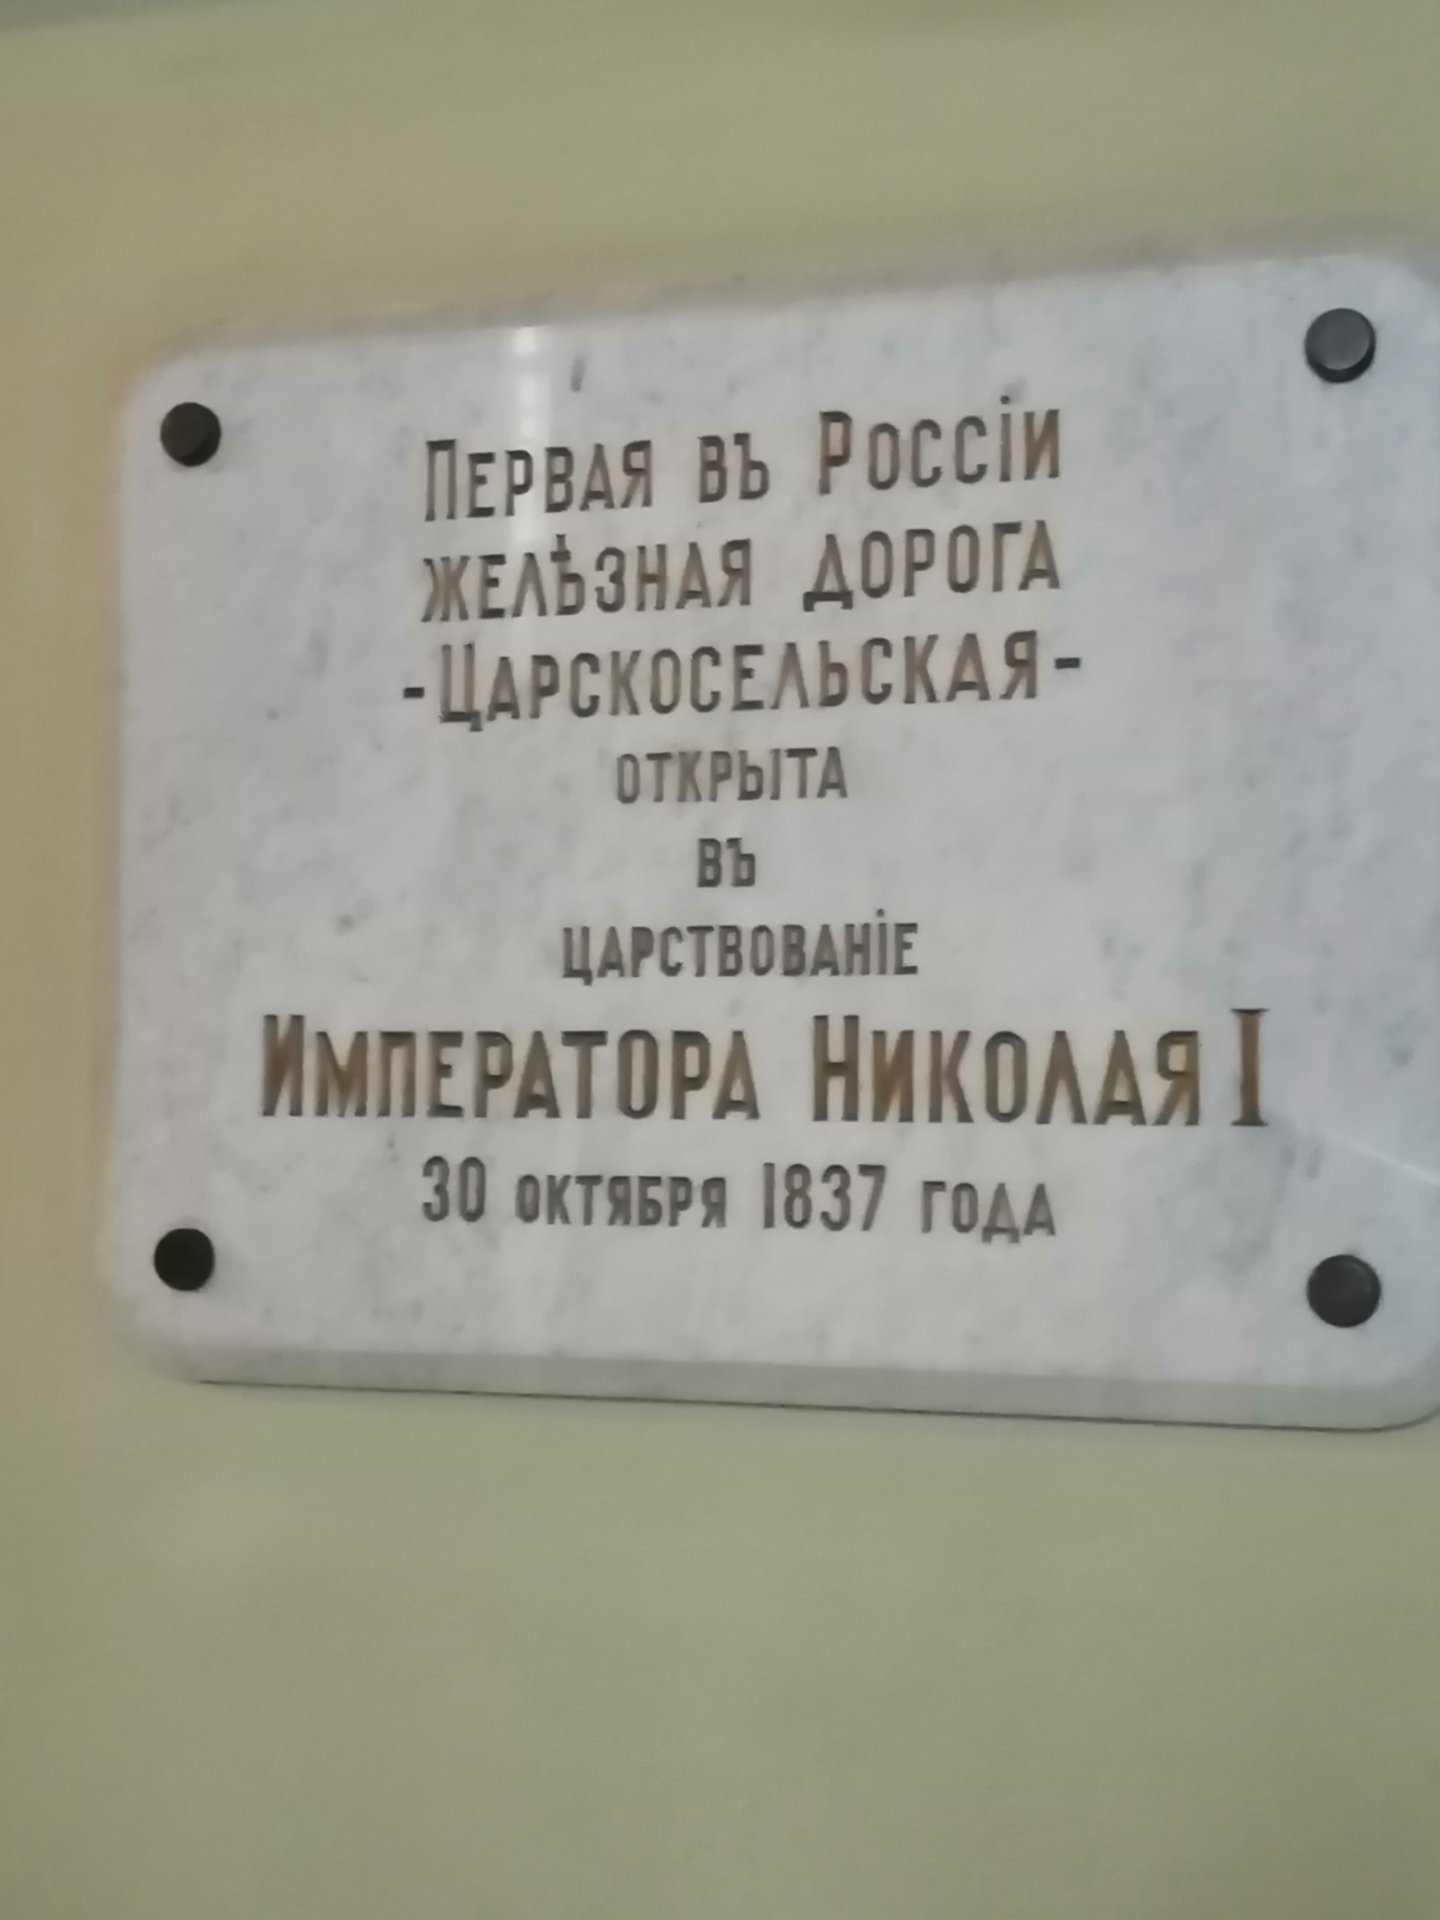 Первая въ Россіи
желѣзная дорога
-Царскосельская-
открыта
въ
царствованіе
Императора Николая I
30 октября 1837 года